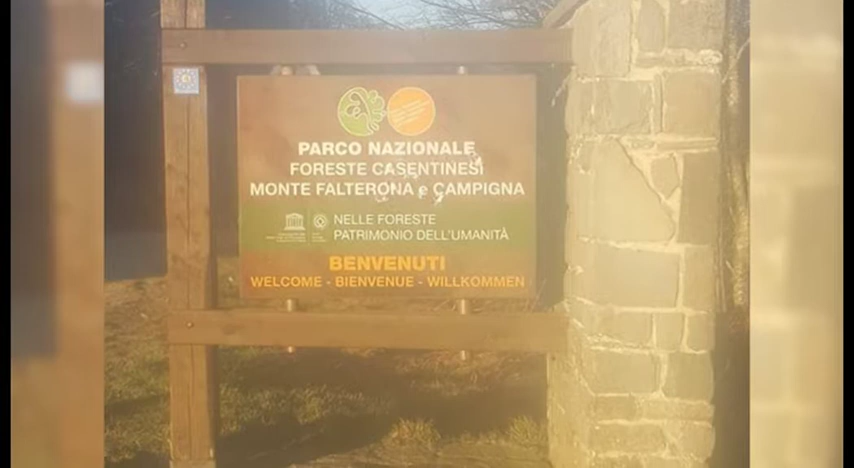 PARCO NAZIONALE
FORESTE CASENTINESI
MONTE FALTERONA e CAMPIGNA
NELLE FORESTE
PATRIMONIO DELL'UMANITÀ
BENVENUTI
WELCOME - BIENVENUE - WILLKOMMEN